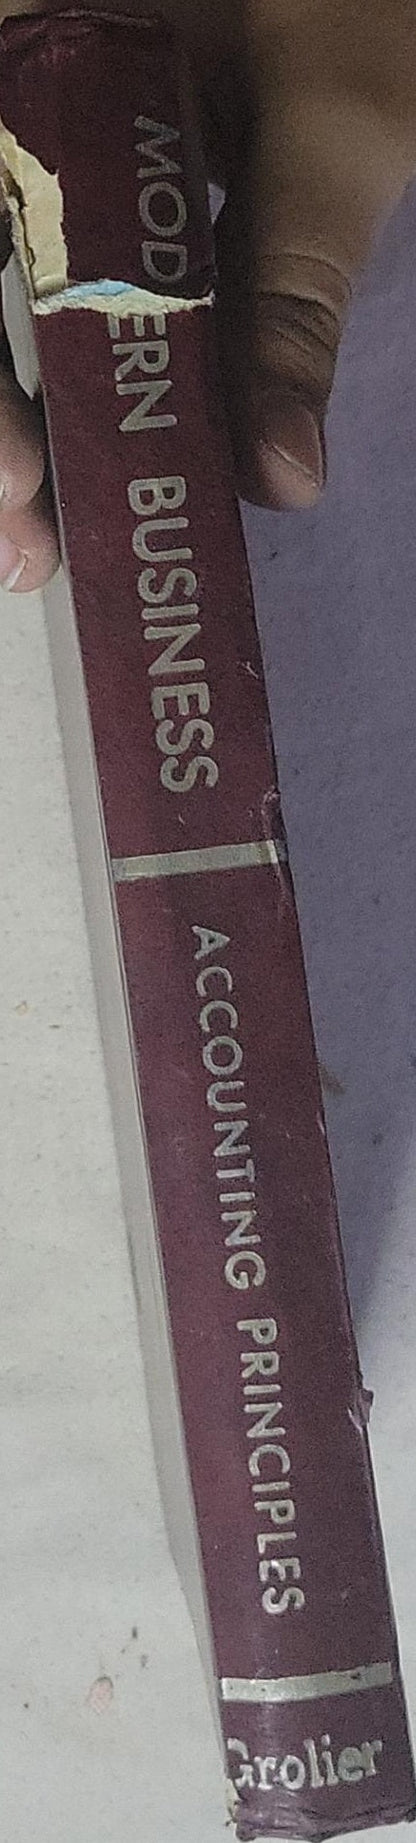 MODERN BUSINESS
ACCOUNTING PRINCIPLES
Grolier